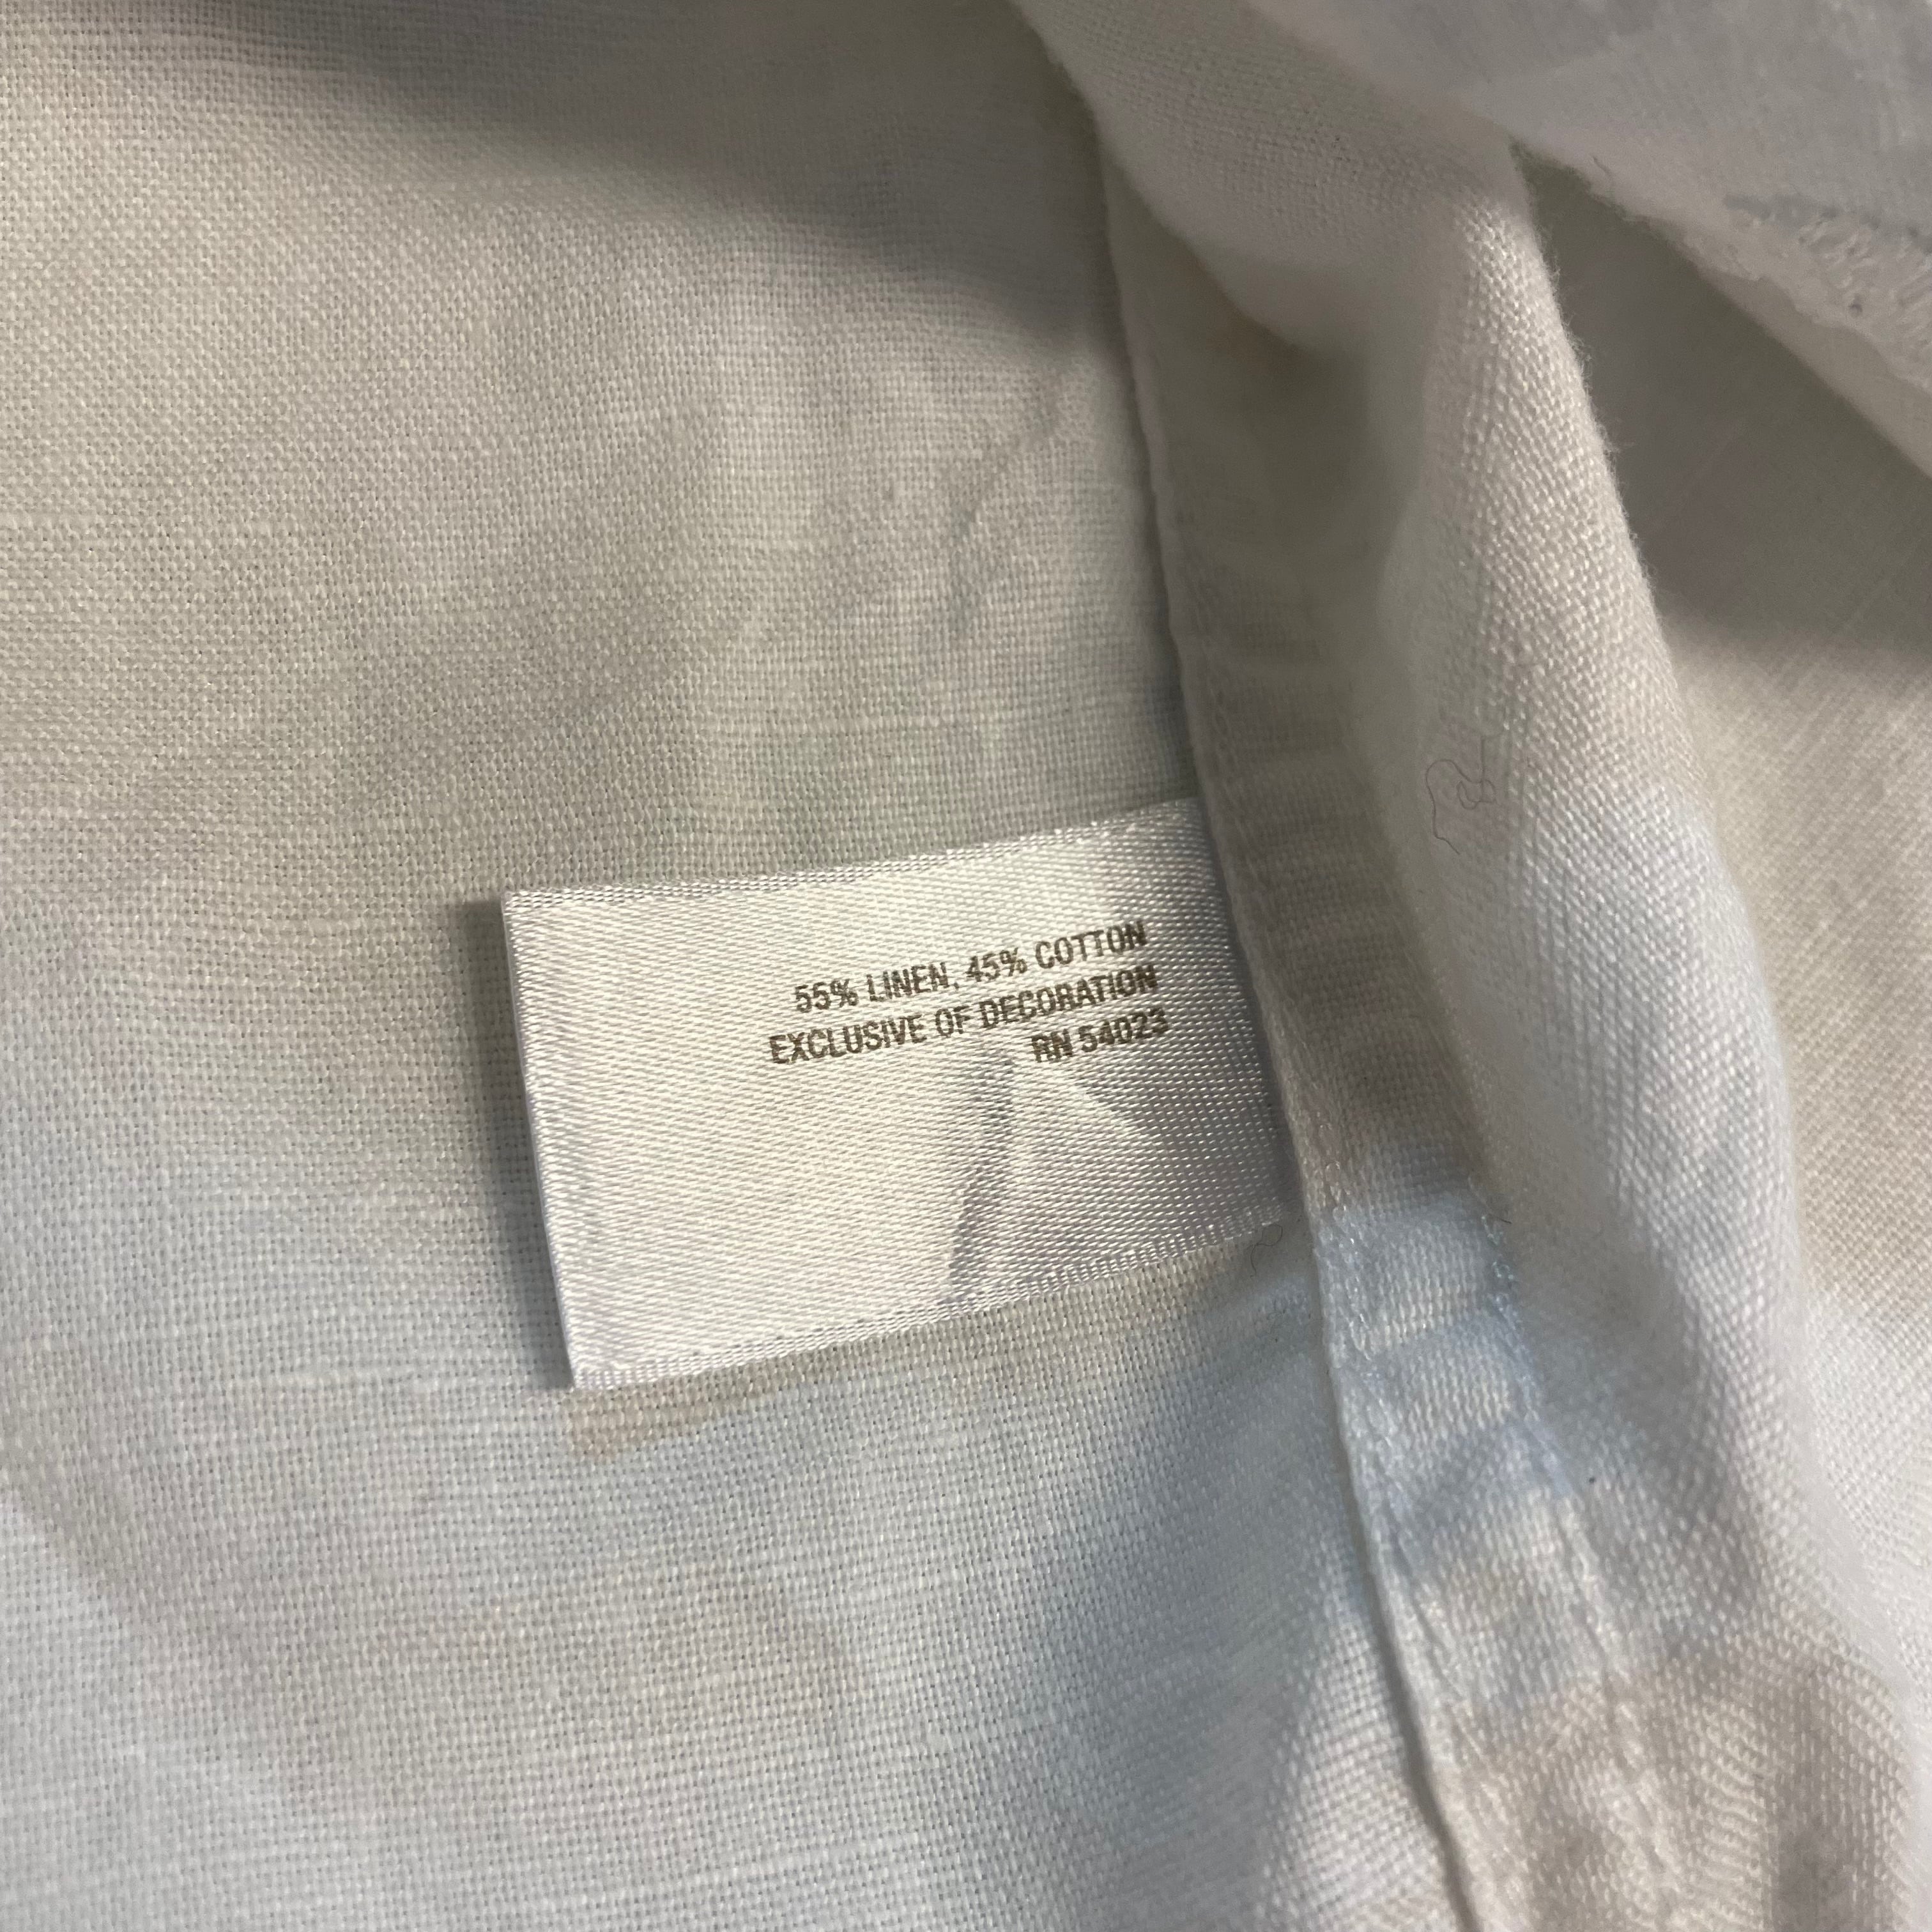 55% LINEN, 45% COTTON
EXCLUSIVE OF DECORATION
RN 54023